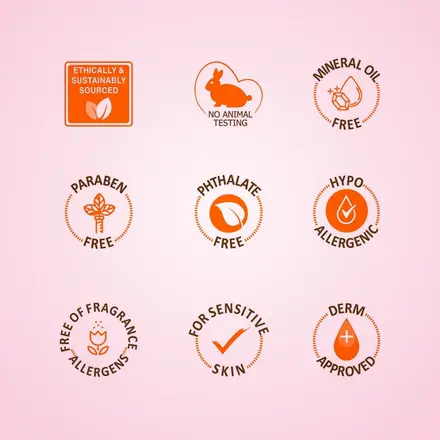 ETHICALLY &
SUSTAINABLY
SOURCED
NO ANIMAL
TESTING
MINERAL OIL
FREE
PARABEN
FREE
PHTHALATE
FREE
HYPO
ALLERGENIC
FREE OF FRAGRANCE
ALLERGENS
FOR SENSITIVE
SKIN
DERM
APPROVED